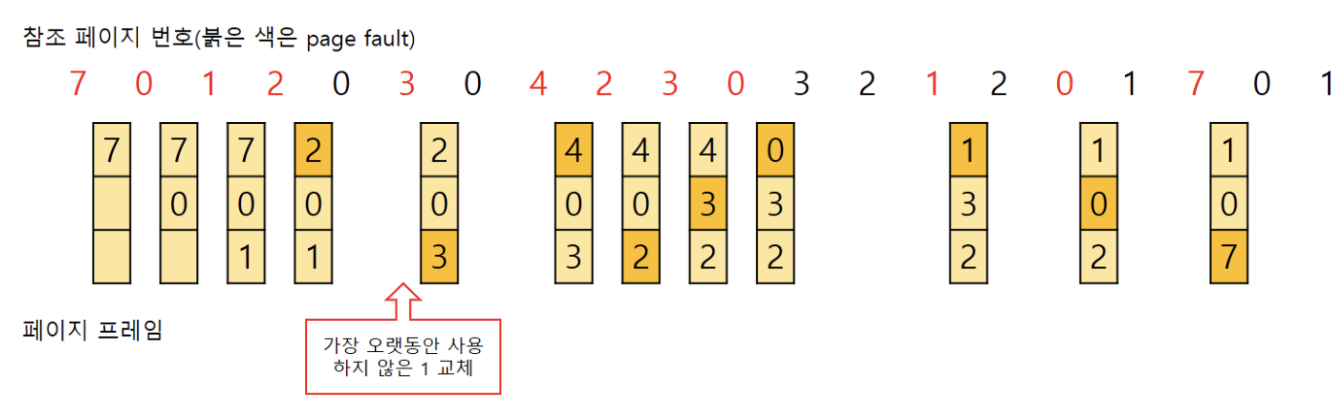 참조 페이지 번호(붉은 색은 page fault)
7 0 1 2 0 3 0 4 2 3 0 3 2 1 2 0 1 7 0 1
7 7 7 2 2 4 4 4 0 1 1 1
0 0 0 0 0 0 3 3 3 0 0
1 1 3 3 2 2 2 2 2 7
페이지 프레임
가장 오랫동안 사용
하지 않은 1 교체